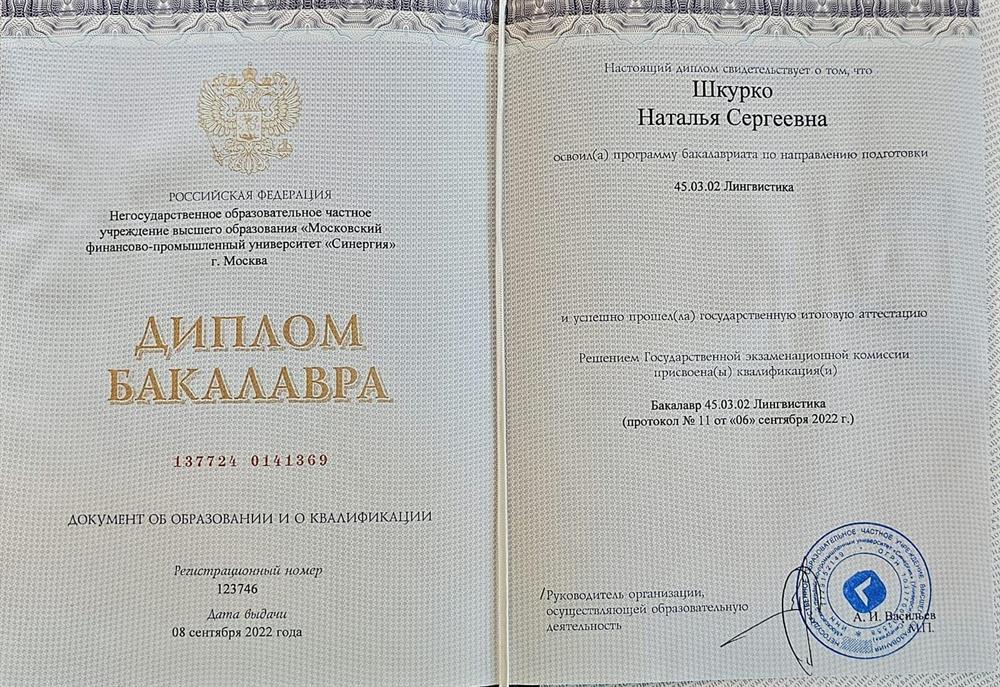 РОССИЙСКАЯ ФЕДЕРАЦИЯ
Негосударственное образовательное частное
учреждение высшего образования «Московский
финансово-промышленный университет «Синергия»
г. Москва
ДИПЛОМ
БАКАЛАВРА
137724 0141369
ДОКУМЕНТ ОБ ОБРАЗОВАНИИ И О КВАЛИФИКАЦИИ
Регистрационный номер
123746
Дата выдачи
08 сентября 2022 года
Настоящий диплом свидетельствует о том, что
Шкурко
Наталья Сергеевна
освоил(а) программу бакалавриата по направлению подготовки
45.03.02 Лингвистика
и успешно прошел(ла) государственную итоговую аттестацию
Решением Государственной экзаменационной комиссии
присвоена(ы) квалификация(и)
Бакалавр 45.03.02 Лингвистика
(протокол № 11 от «06» сентября 2022 г.)
/Руководитель организации,
осуществляющей образовательную
деятельность
А. И. Васильев
М.П.